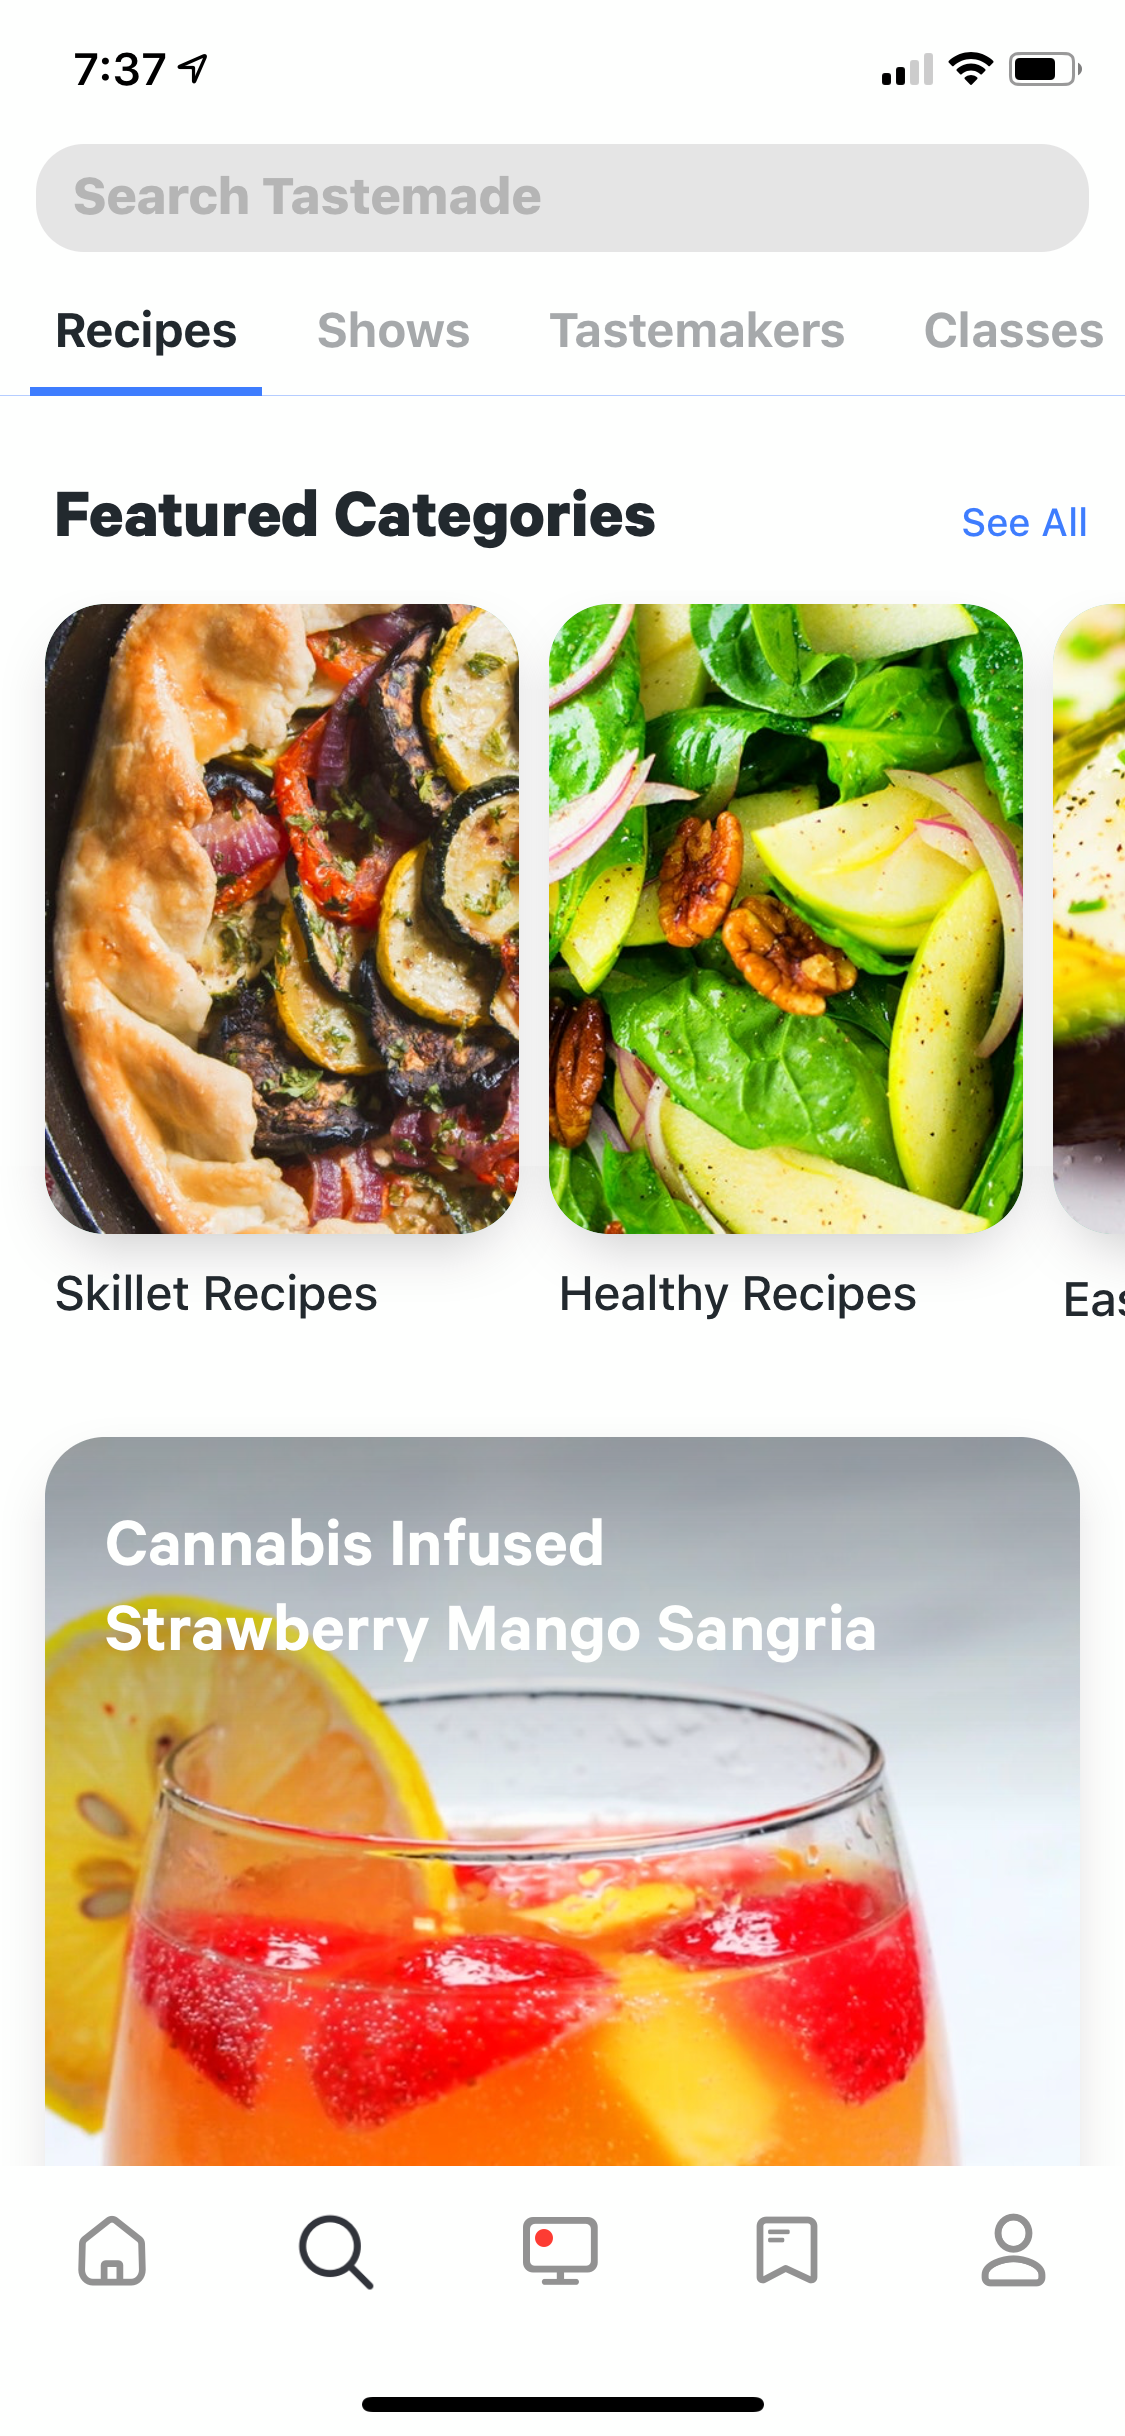 7:37
Search Tastemade
Recipes Shows Tastemakers Classes
Featured Categories
See All
Skillet Recipes
Healthy Recipes
Eas
Cannabis Infused
Strawberry Mango Sangria